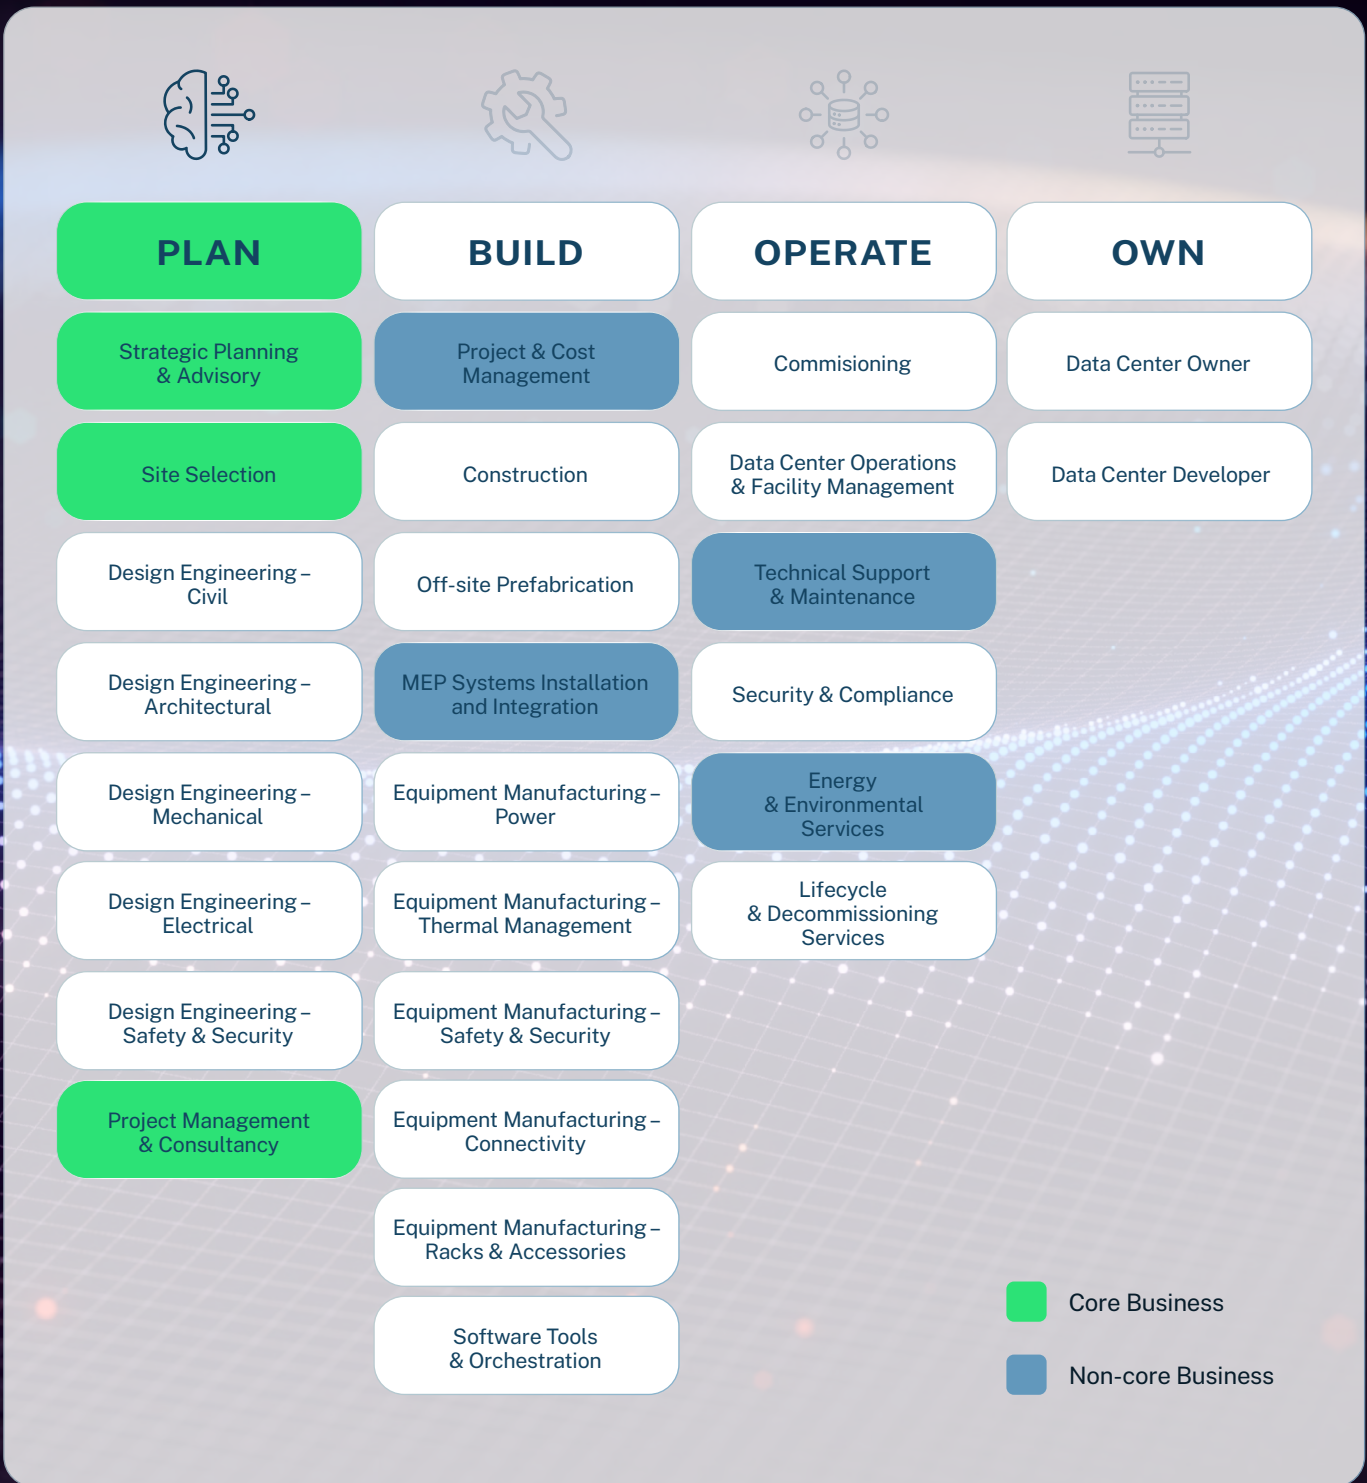 PLAN
BUILD
OPERATE
OWN
Strategic Planning
& Advisory
Project & Cost
Management
Commisioning
Data Center Owner
Site Selection
Construction
Data Center Operations
& Facility Management
Data Center Developer
Design Engineering –
Civil
Off-site Prefabrication
Technical Support
& Maintenance
Design Engineering –
Architectural
MEP Systems Installation
and Integration
Security & Compliance
Design Engineering –
Mechanical
Equipment Manufacturing –
Power
Energy
& Environmental
Services
Design Engineering –
Electrical
Equipment Manufacturing –
Thermal Management
Lifecycle
& Decommissioning
Services
Design Engineering –
Safety & Security
Equipment Manufacturing –
Safety & Security
Project Management
& Consultancy
Equipment Manufacturing –
Connectivity
Equipment Manufacturing –
Racks & Accessories
Software Tools
& Orchestration
Core Business
Non-core Business